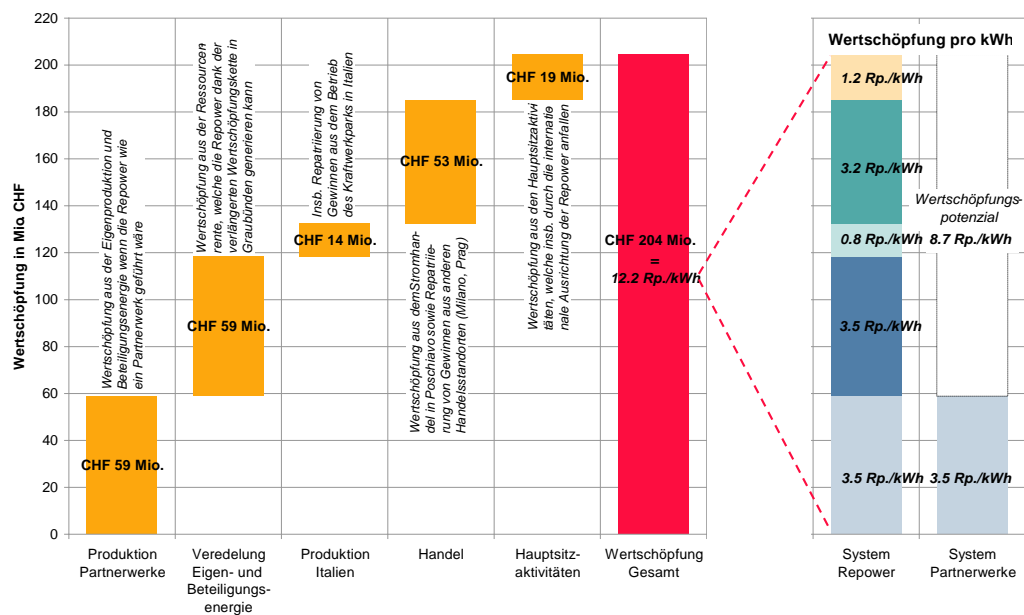 Wertschöpfung in Mio. CHF
220
200
180
160
140
120
100
80
60
40
20
0
Wertschöpfung aus der Eigenproduktion und
Beteiligungsenergie wenn die Repower wie
ein Partnerwerk geführt wäre
CHF 59 Mio.
Wertschöpfung aus der Ressourcen
rente, welche die Repower dank der
verlängerten Wertschöpfungskette in
Graubünden generieren kann
CHF 59 Mio.
Insb. Repatriierung von
Gewinnen aus dem Betrieb
des Kraftwerkparks in Italien
CHF 14 Mio.
CHF 53 Mio.
Wertschöpfung aus dem Stromhan-
del in Poschiavo sowie Repatriie-
rung von Gewinnen aus anderen
Handelsstandorten (Milano, Prag)
CHF 19 Mio.
Wertschöpfung aus den Hauptsitzaktivi
täten, welche insb. durch die internatio
nale Ausrichtung der Repower anfallen
CHF 204 Mio.
=
12.2 Rp./kWh
Produktion
Partnerwerke
Veredelung
Eigen- und
Beteiligungs-
energie
Produktion
Italien
Handel
Hauptsitz-
aktivitäten
Wertschöpfung
Gesamt
Wertschöpfung pro kWh
1.2 Rp./kWh
3.2 Rp./kWh
0.8 Rp./kWh
3.5 Rp./kWh
3.5 Rp./kWh
Wertschöpfungs-
potenzial
8.7 Rp./kWh
3.5 Rp./kWh
System
Repower
System
Partnerwerke